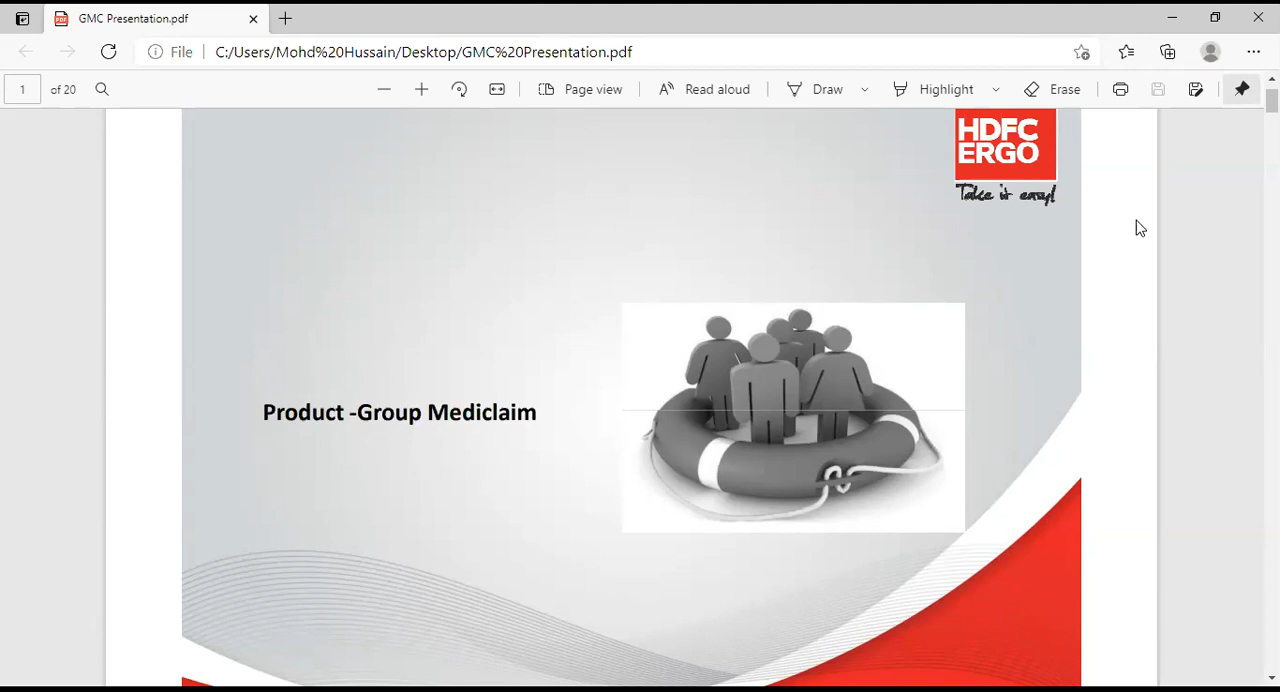 GMC Presentation.pdf
File C:/Users/Mohd%20Hussain/Desktop/GMC%20Presentation.pdf
1 of 20 Page view Read aloud Draw Highlight Erase
HDFC
ERGO
Take it easy!
Product -Group Mediclaim